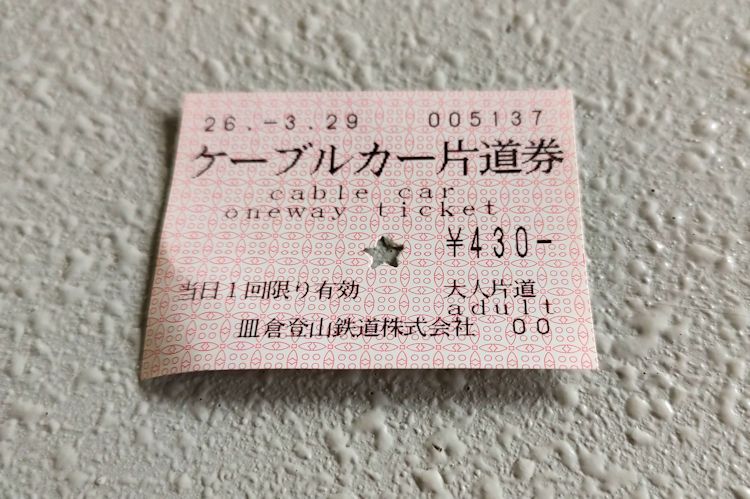 26.-3.29 005137
ケーブルカー片道券
cable car
oneway ticket
¥430-
当日1回限り有効 大人片道
adult
皿倉登山鉄道株式会社 00